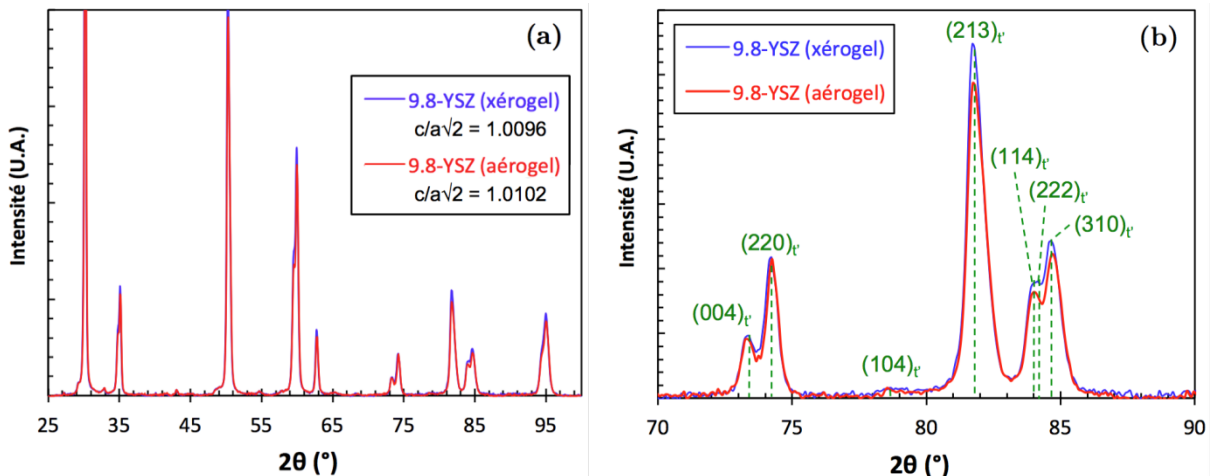 (a)
9.8-YSZ (xérogel)
c/a√2 = 1.0096
9.8-YSZ (aérogel)
c/a√2 = 1.0102
Intensité (U.A.)
25 35 45 55 65 75 85 95
2θ (°)
(b)
9.8-YSZ (xérogel)
9.8-YSZ (aérogel)
(213)t'
(114)t'
(222)t'
(310)t'
(220)t'
(004)t'
(104)t'
Intensité (U.A.)
70 75 80 85 90
2θ (°)